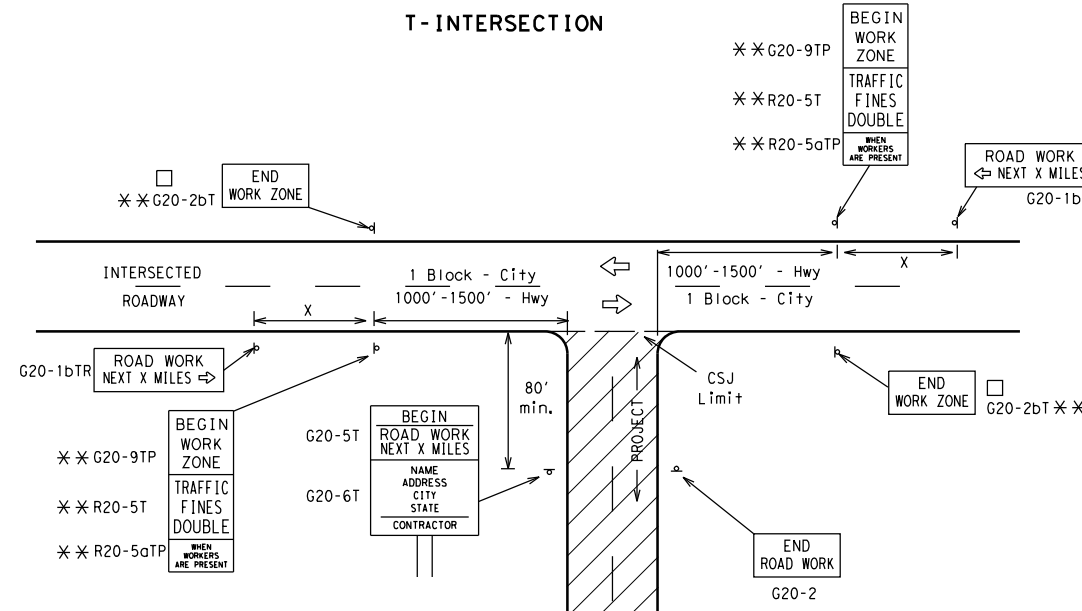 T-INTERSECTION
BEGIN
WORK
ZONE
TRAFFIC
FINES
DOUBLE
WHEN
WORKERS
ARE PRESENT
**G20-9TP
**R20-5T
**R20-5aTP
ROAD WORK
⇦ NEXT X MILES
G20-1b
□
**G20-2bT
END
WORK ZONE
INTERSECTED
ROADWAY
X
1 Block - City
1000'-1500' - Hwy
1000'-1500' - Hwy
1 Block - City
X
G20-1bTR
ROAD WORK
NEXT X MILES ⇨
80'
min.
CSJ
Limit
PROJECT
END
WORK ZONE
□
G20-2bT **
**G20-9TP
**R20-5T
**R20-5aTP
BEGIN
WORK
ZONE
TRAFFIC
FINES
DOUBLE
WHEN
WORKERS
ARE PRESENT
G20-5T
G20-6T
BEGIN
ROAD WORK
NEXT X MILES
NAME
ADDRESS
CITY
STATE
CONTRACTOR
END
ROAD WORK
G20-2